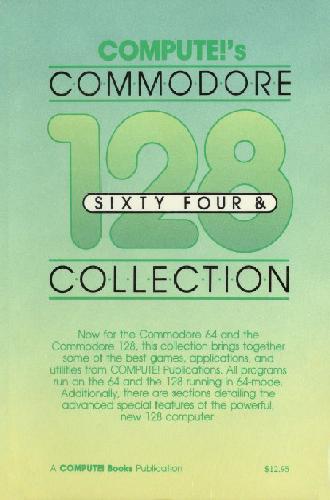 COMPUTE!'s
COMMODORE
128
SIXTY FOUR &
COLLECTION
Now for the Commodore 64 and the
Commodore 128, this collection brings together
some of the best games, applications, and
utilities from COMPUTE! Publications. All programs
run on the 64 and the 128 running in 64-mode.
Additionally, there are sections detailing the
advanced special features of the powerful,
new 128 computer.
A COMPUTE! Books Publication
$12.95